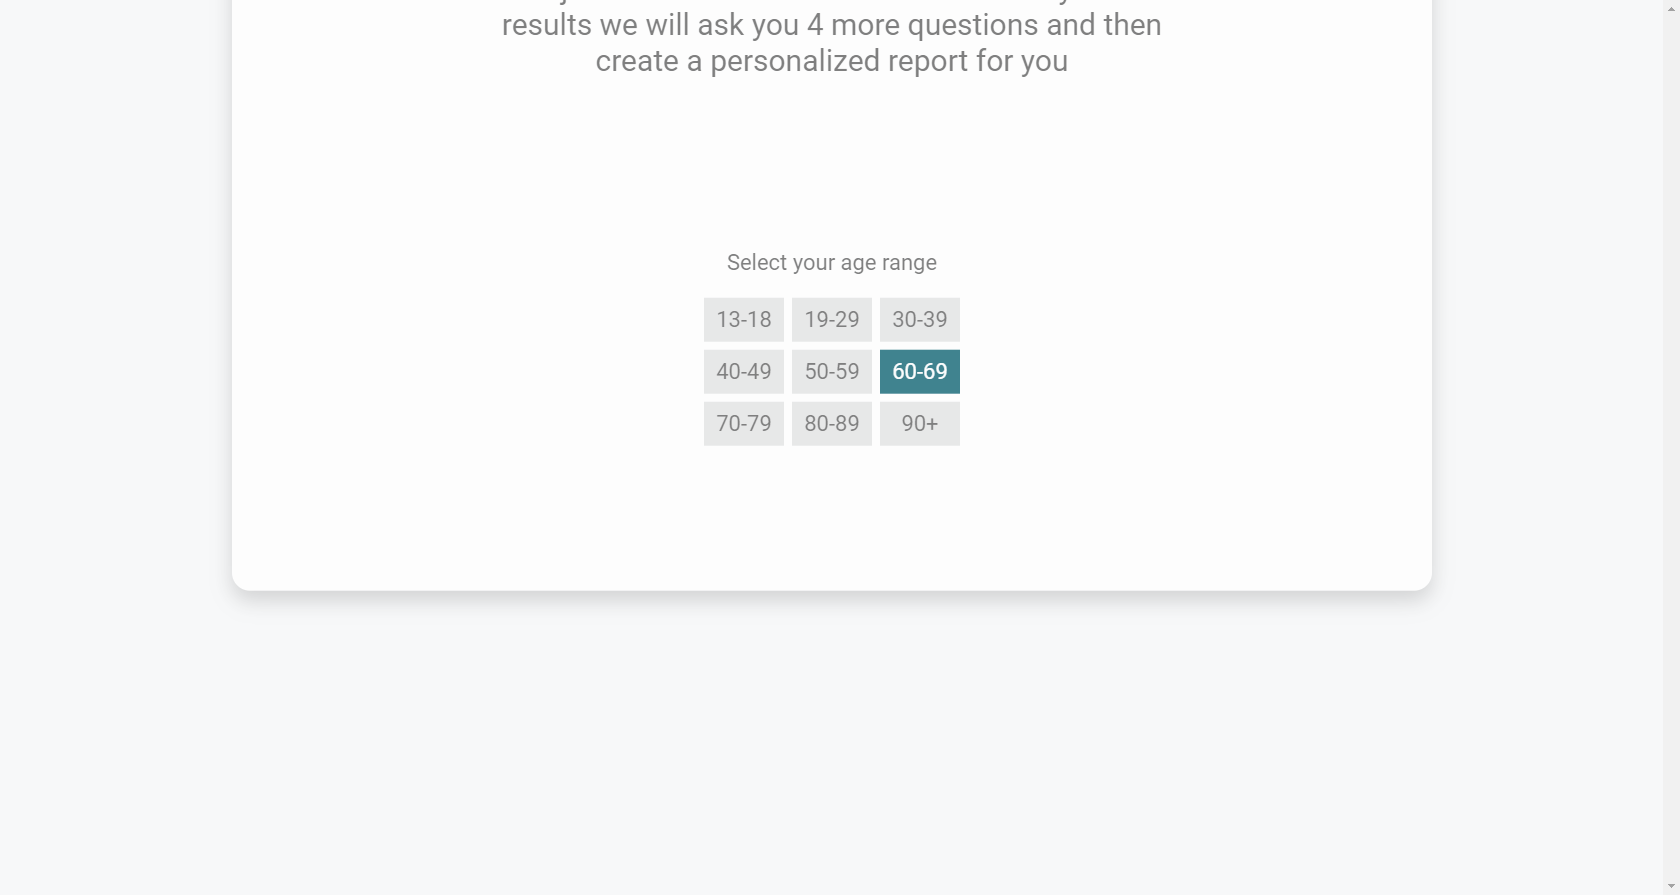 results we will ask you 4 more questions and then
create a personalized report for you
Select your age range
13-18 19-29 30-39
40-49 50-59 60-69
70-79 80-89 90+